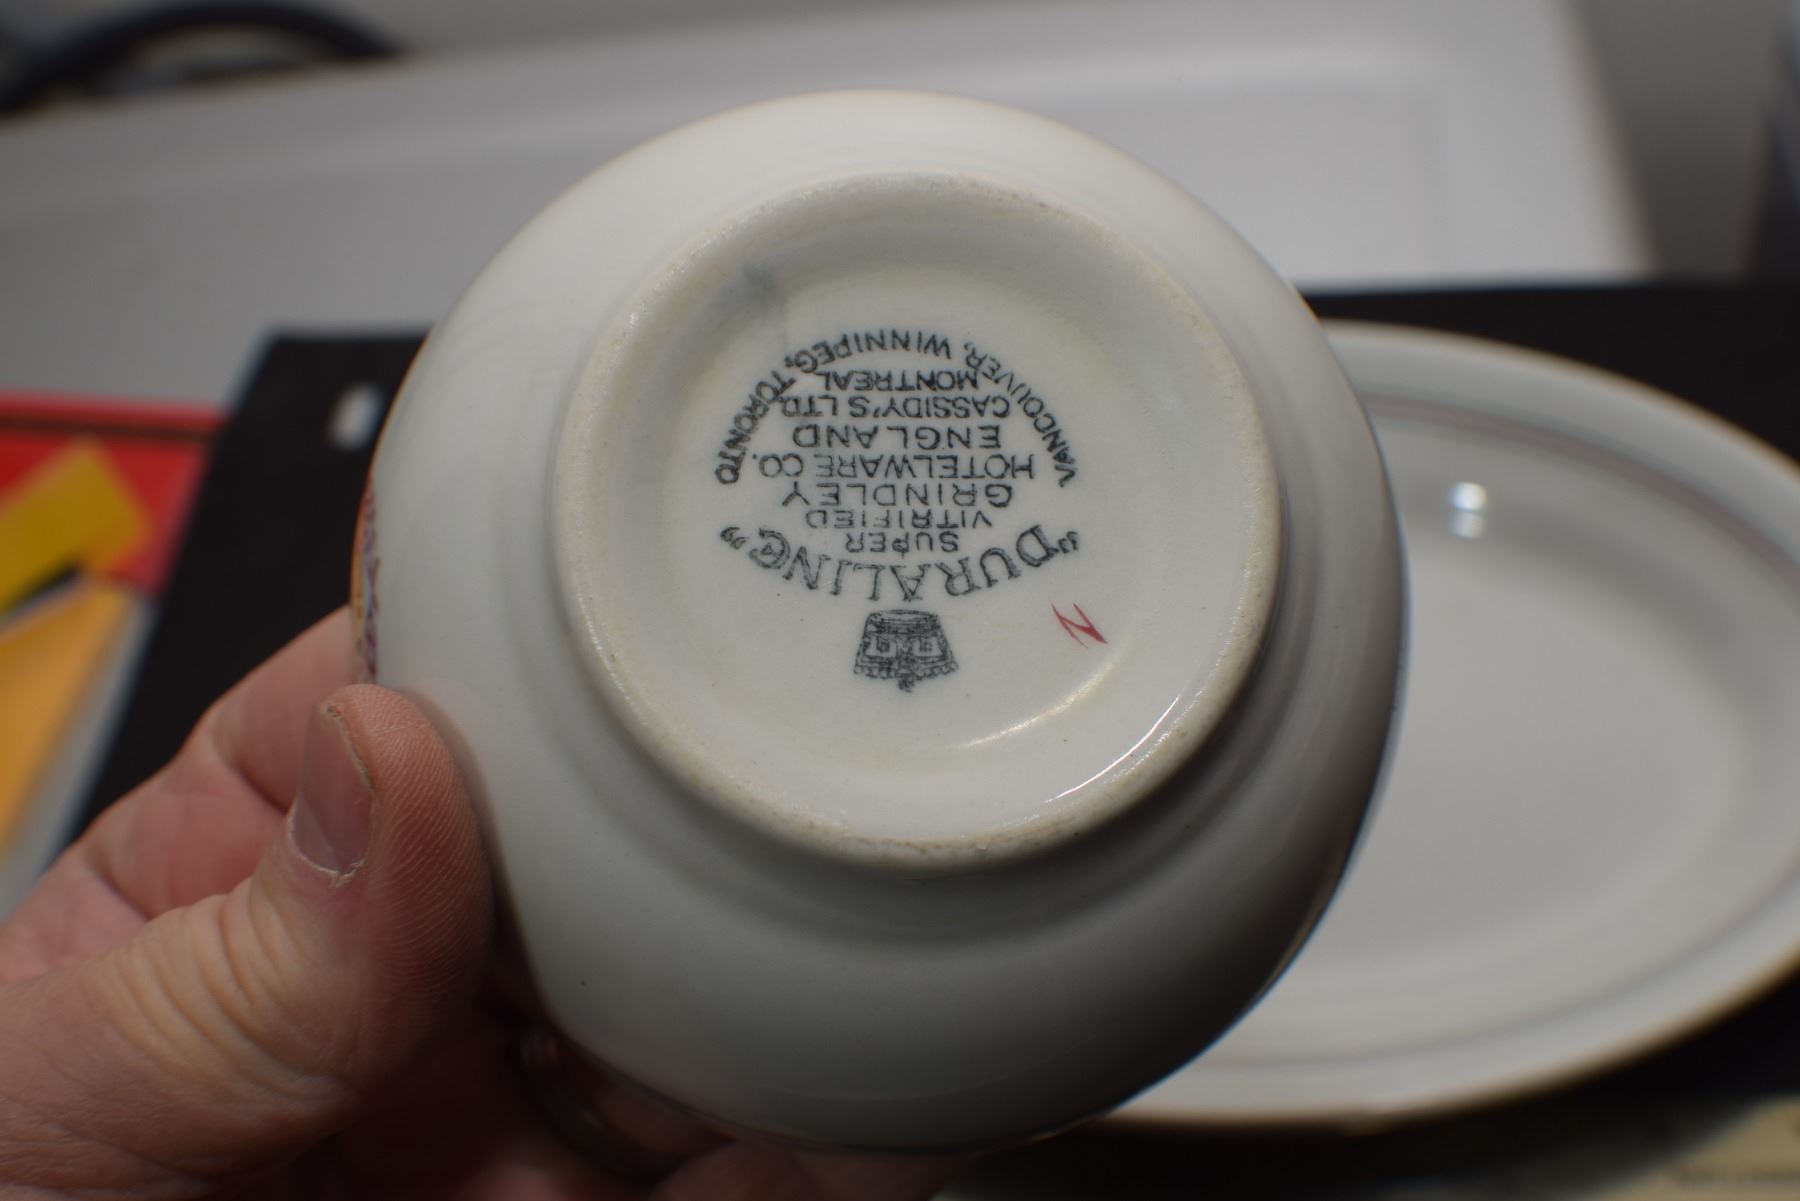 "DURALINE"
SUPER
VITRIFIED
GRINDLEY
HOTELWARE CO.
ENGLAND
CASSIDY'S LTD.
MONTREAL
VANCOUVER, WINNIPEG, TORONTO
N